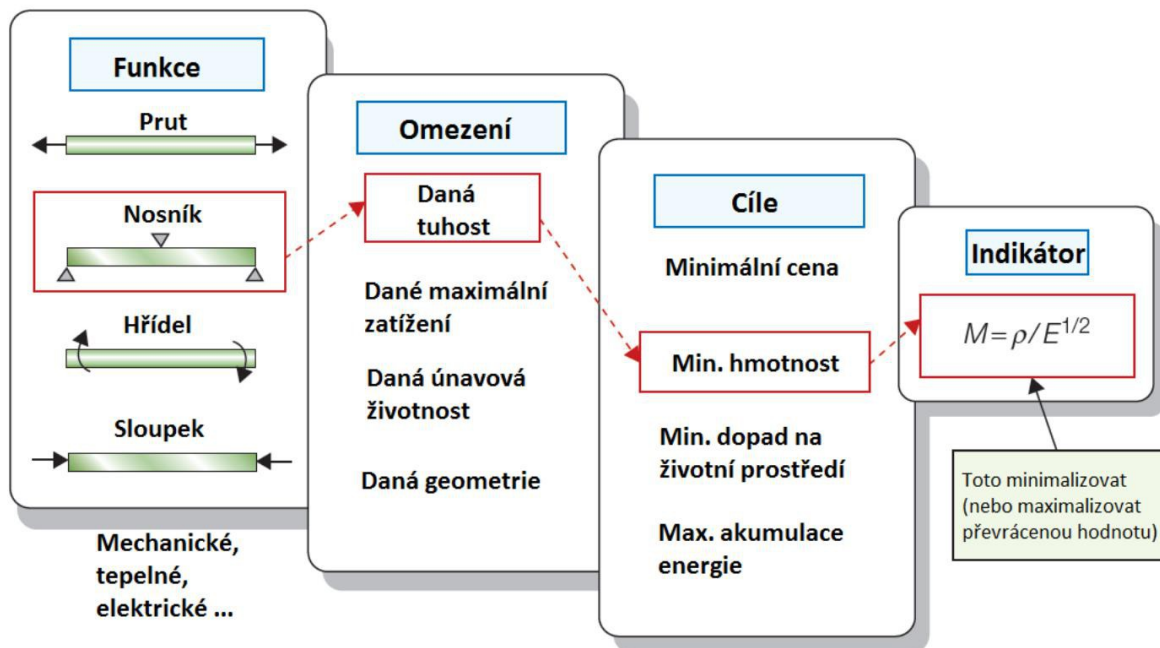 Funkce
Prut
Nosník
Hřídel
Sloupek
Mechanické,
tepelné,
elektrické ...
Omezení
Daná
tuhost
Dané maximální
zatížení
Daná únavová
životnost
Daná geometrie
Cíle
Minimální cena
Min. hmotnost
Min. dopad na
životní prostředí
Max. akumulace
energie
Indikátor
M = ρ/E^1/2
Toto minimalizovat
(nebo maximalizovat
převrácenou hodnotu)